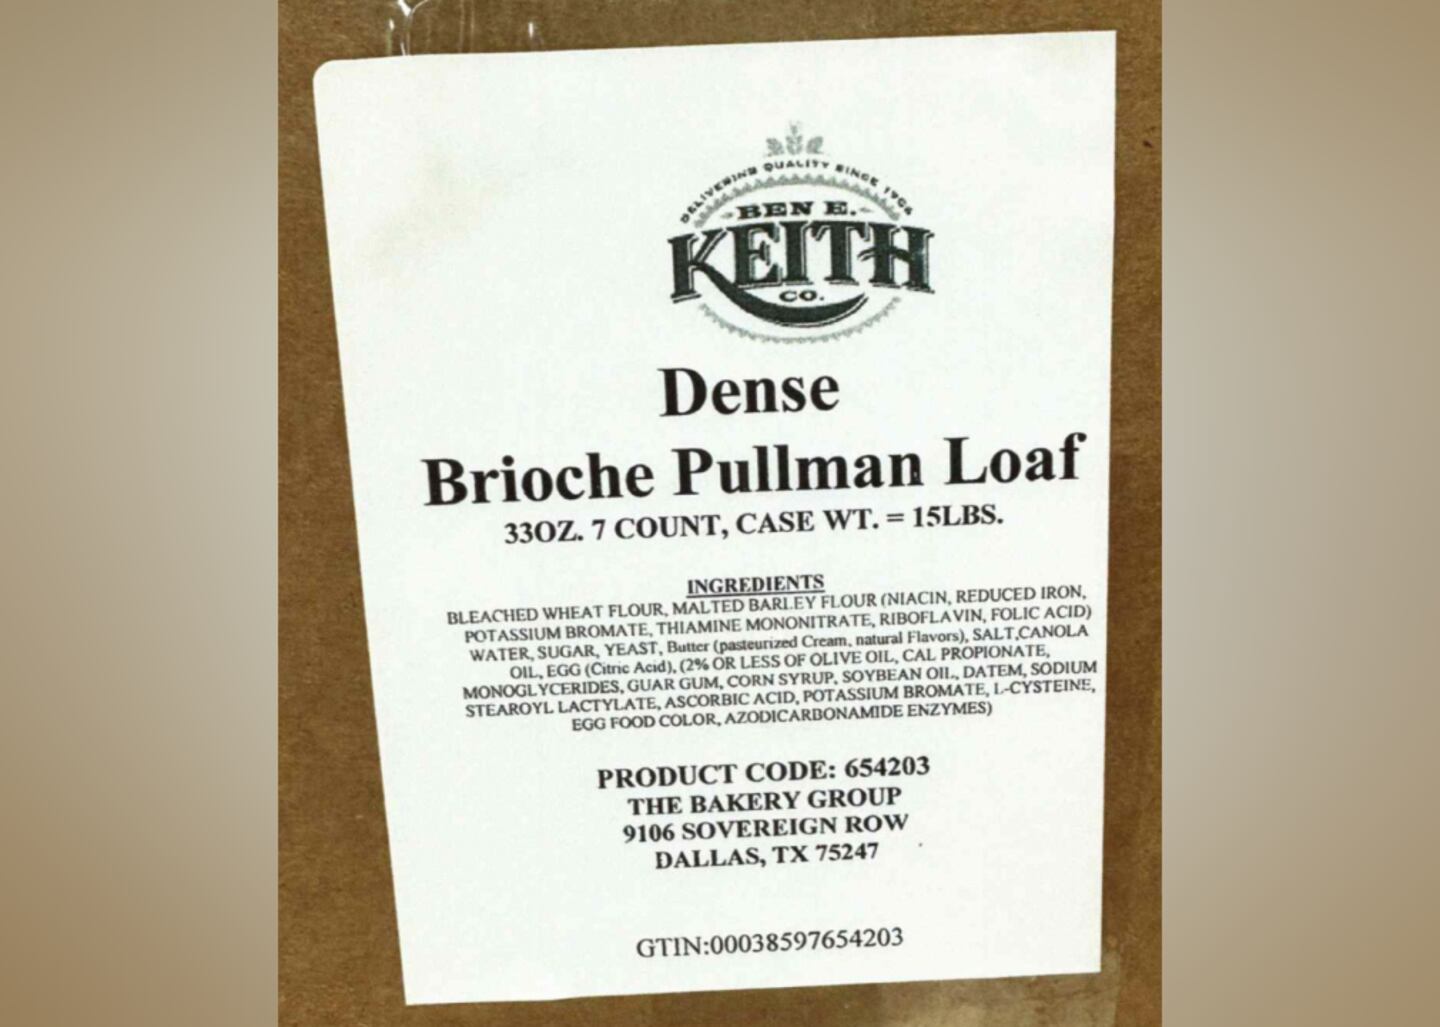 DELIVERING QUALITY SINCE 1906
BEN E.
KEITH
CO.
Dense
Brioche Pullman Loaf
33OZ. 7 COUNT, CASE WT. = 15LBS.
INGREDIENTS
BLEACHED WHEAT FLOUR, MALTED BARLEY FLOUR (NIACIN, REDUCED IRON,
POTASSIUM BROMATE, THIAMINE MONONITRATE, RIBOFLAVIN, FOLIC ACID)
WATER, SUGAR, YEAST, Butter (pasteurized Cream, natural Flavors), SALT,CANOLA
OIL, EGG (Citric Acid), (2% OR LESS OF OLIVE OIL, CAL PROPIONATE,
MONOGLYCERIDES, GUAR GUM, CORN SYRUP, SOYBEAN OIL, DATEM, SODIUM
STEAROYL LACTYLATE, ASCORBIC ACID, POTASSIUM BROMATE, L-CYSTEINE,
EGG FOOD COLOR, AZODICARBONAMIDE ENZYMES)
PRODUCT CODE: 654203
THE BAKERY GROUP
9106 SOVEREIGN ROW
DALLAS, TX 75247
GTIN:00038597654203